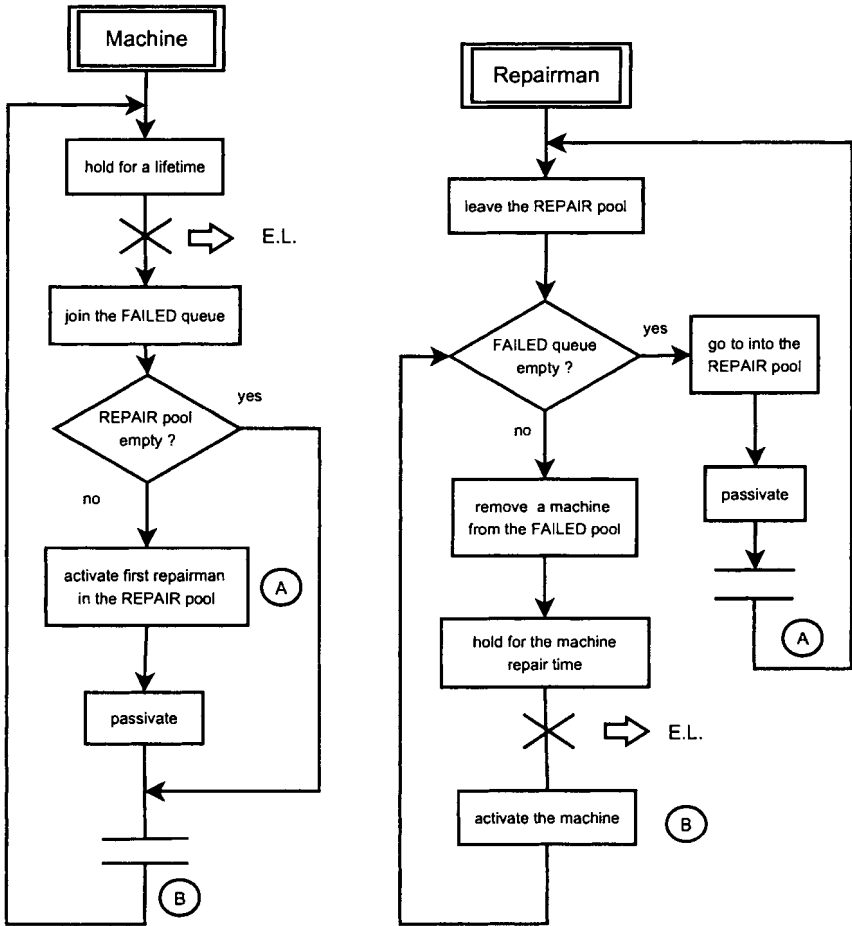 Machine
hold for a lifetime
E.L.
join the FAILED queue
REPAIR pool
empty ?
yes
no
activate first repairman
in the REPAIR pool
A
passivate
B
Repairman
leave the REPAIR pool
FAILED queue
empty ?
yes
go to into the
REPAIR pool
no
passivate
remove a machine
from the FAILED pool
A
hold for the machine
repair time
E.L.
activate the machine
B